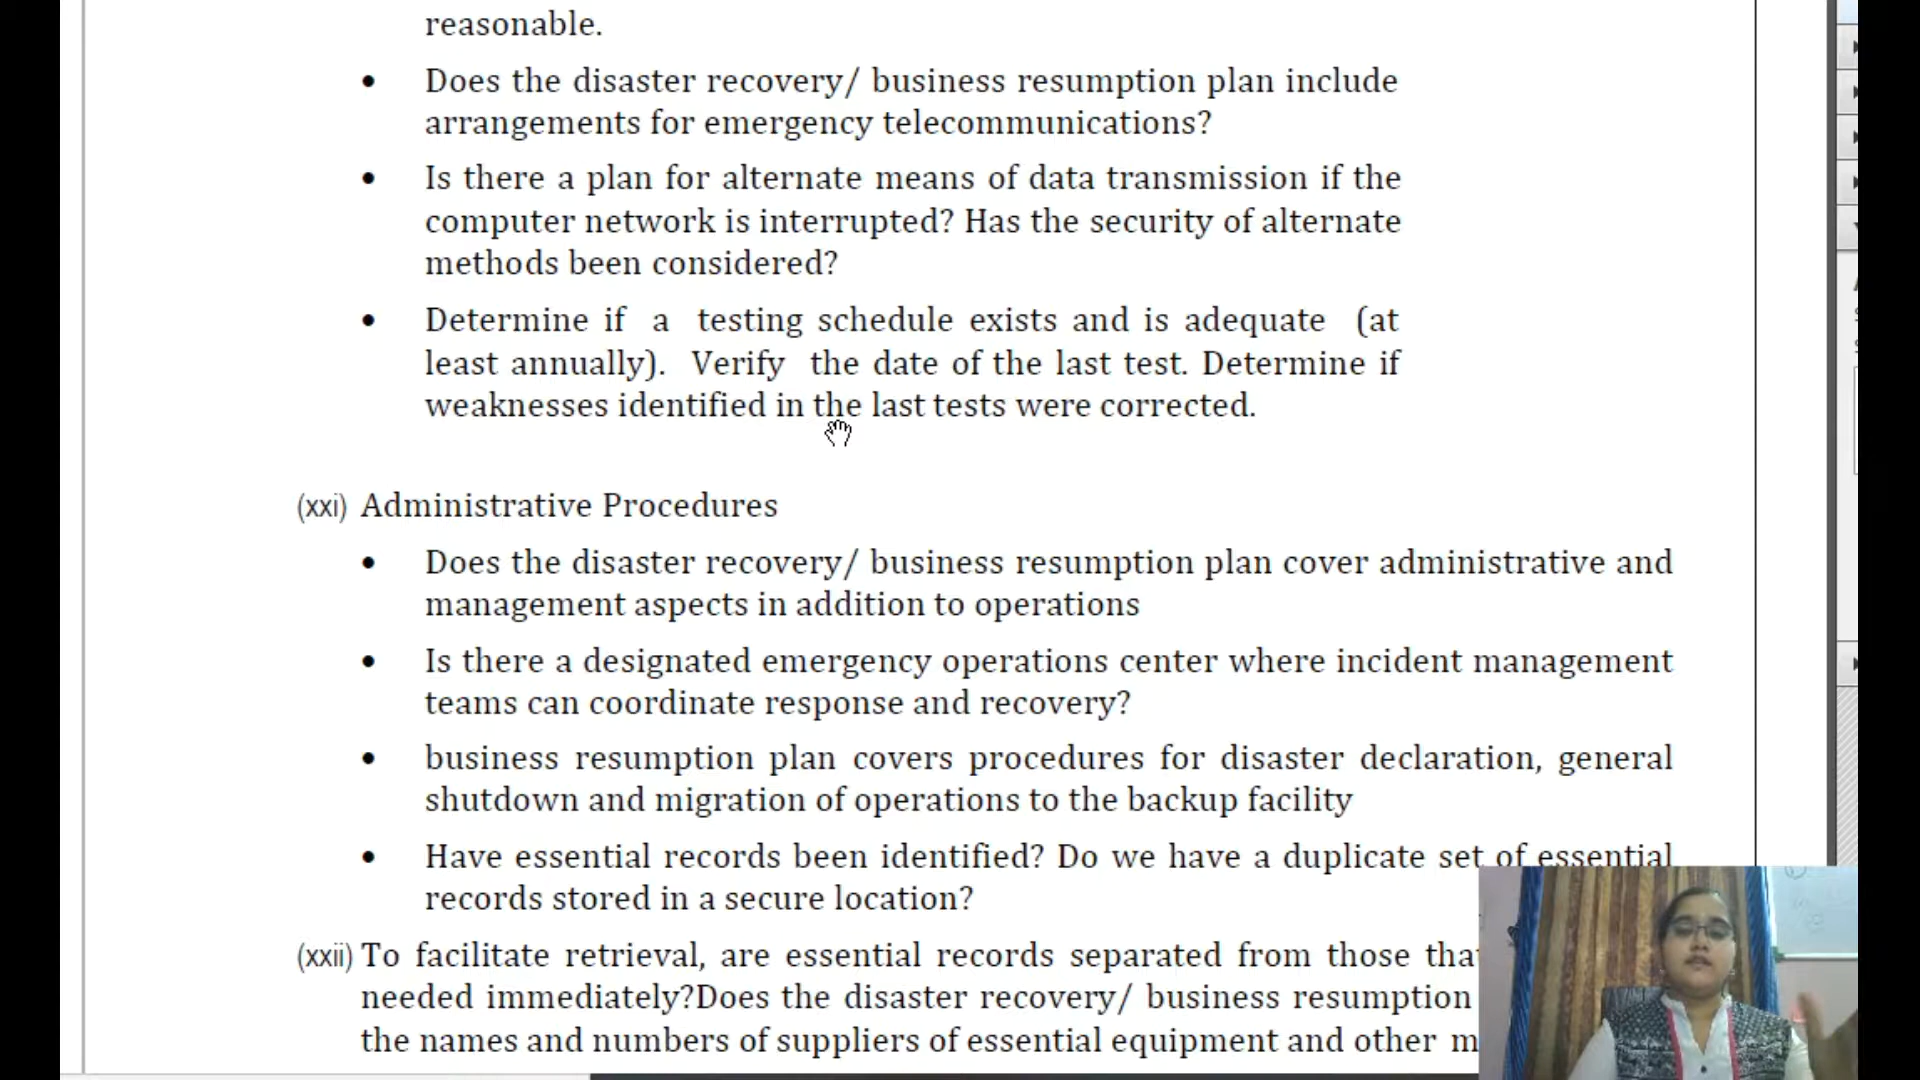 reasonable.
• Does the disaster recovery/ business resumption plan include
arrangements for emergency telecommunications?
• Is there a plan for alternate means of data transmission if the
computer network is interrupted? Has the security of alternate
methods been considered?
• Determine if a testing schedule exists and is adequate (at
least annually). Verify the date of the last test. Determine if
weaknesses identified in the last tests were corrected.
(xxi) Administrative Procedures
• Does the disaster recovery/ business resumption plan cover administrative and
management aspects in addition to operations
• Is there a designated emergency operations center where incident management
teams can coordinate response and recovery?
• business resumption plan covers procedures for disaster declaration, general
shutdown and migration of operations to the backup facility
• Have essential records been identified? Do we have a duplicate set of essential
records stored in a secure location?
(xxii) To facilitate retrieval, are essential records separated from those
needed immediately?Does the disaster recovery/ business resumption
the names and numbers of suppliers of essential equipment and other